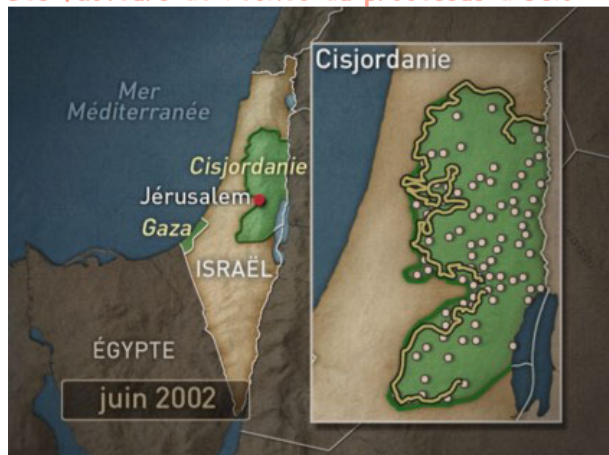 Mer
Méditerranée
Cisjordanie
Cisjordanie
Jérusalem
Gaza
ISRAËL
ÉGYPTE
juin 2002